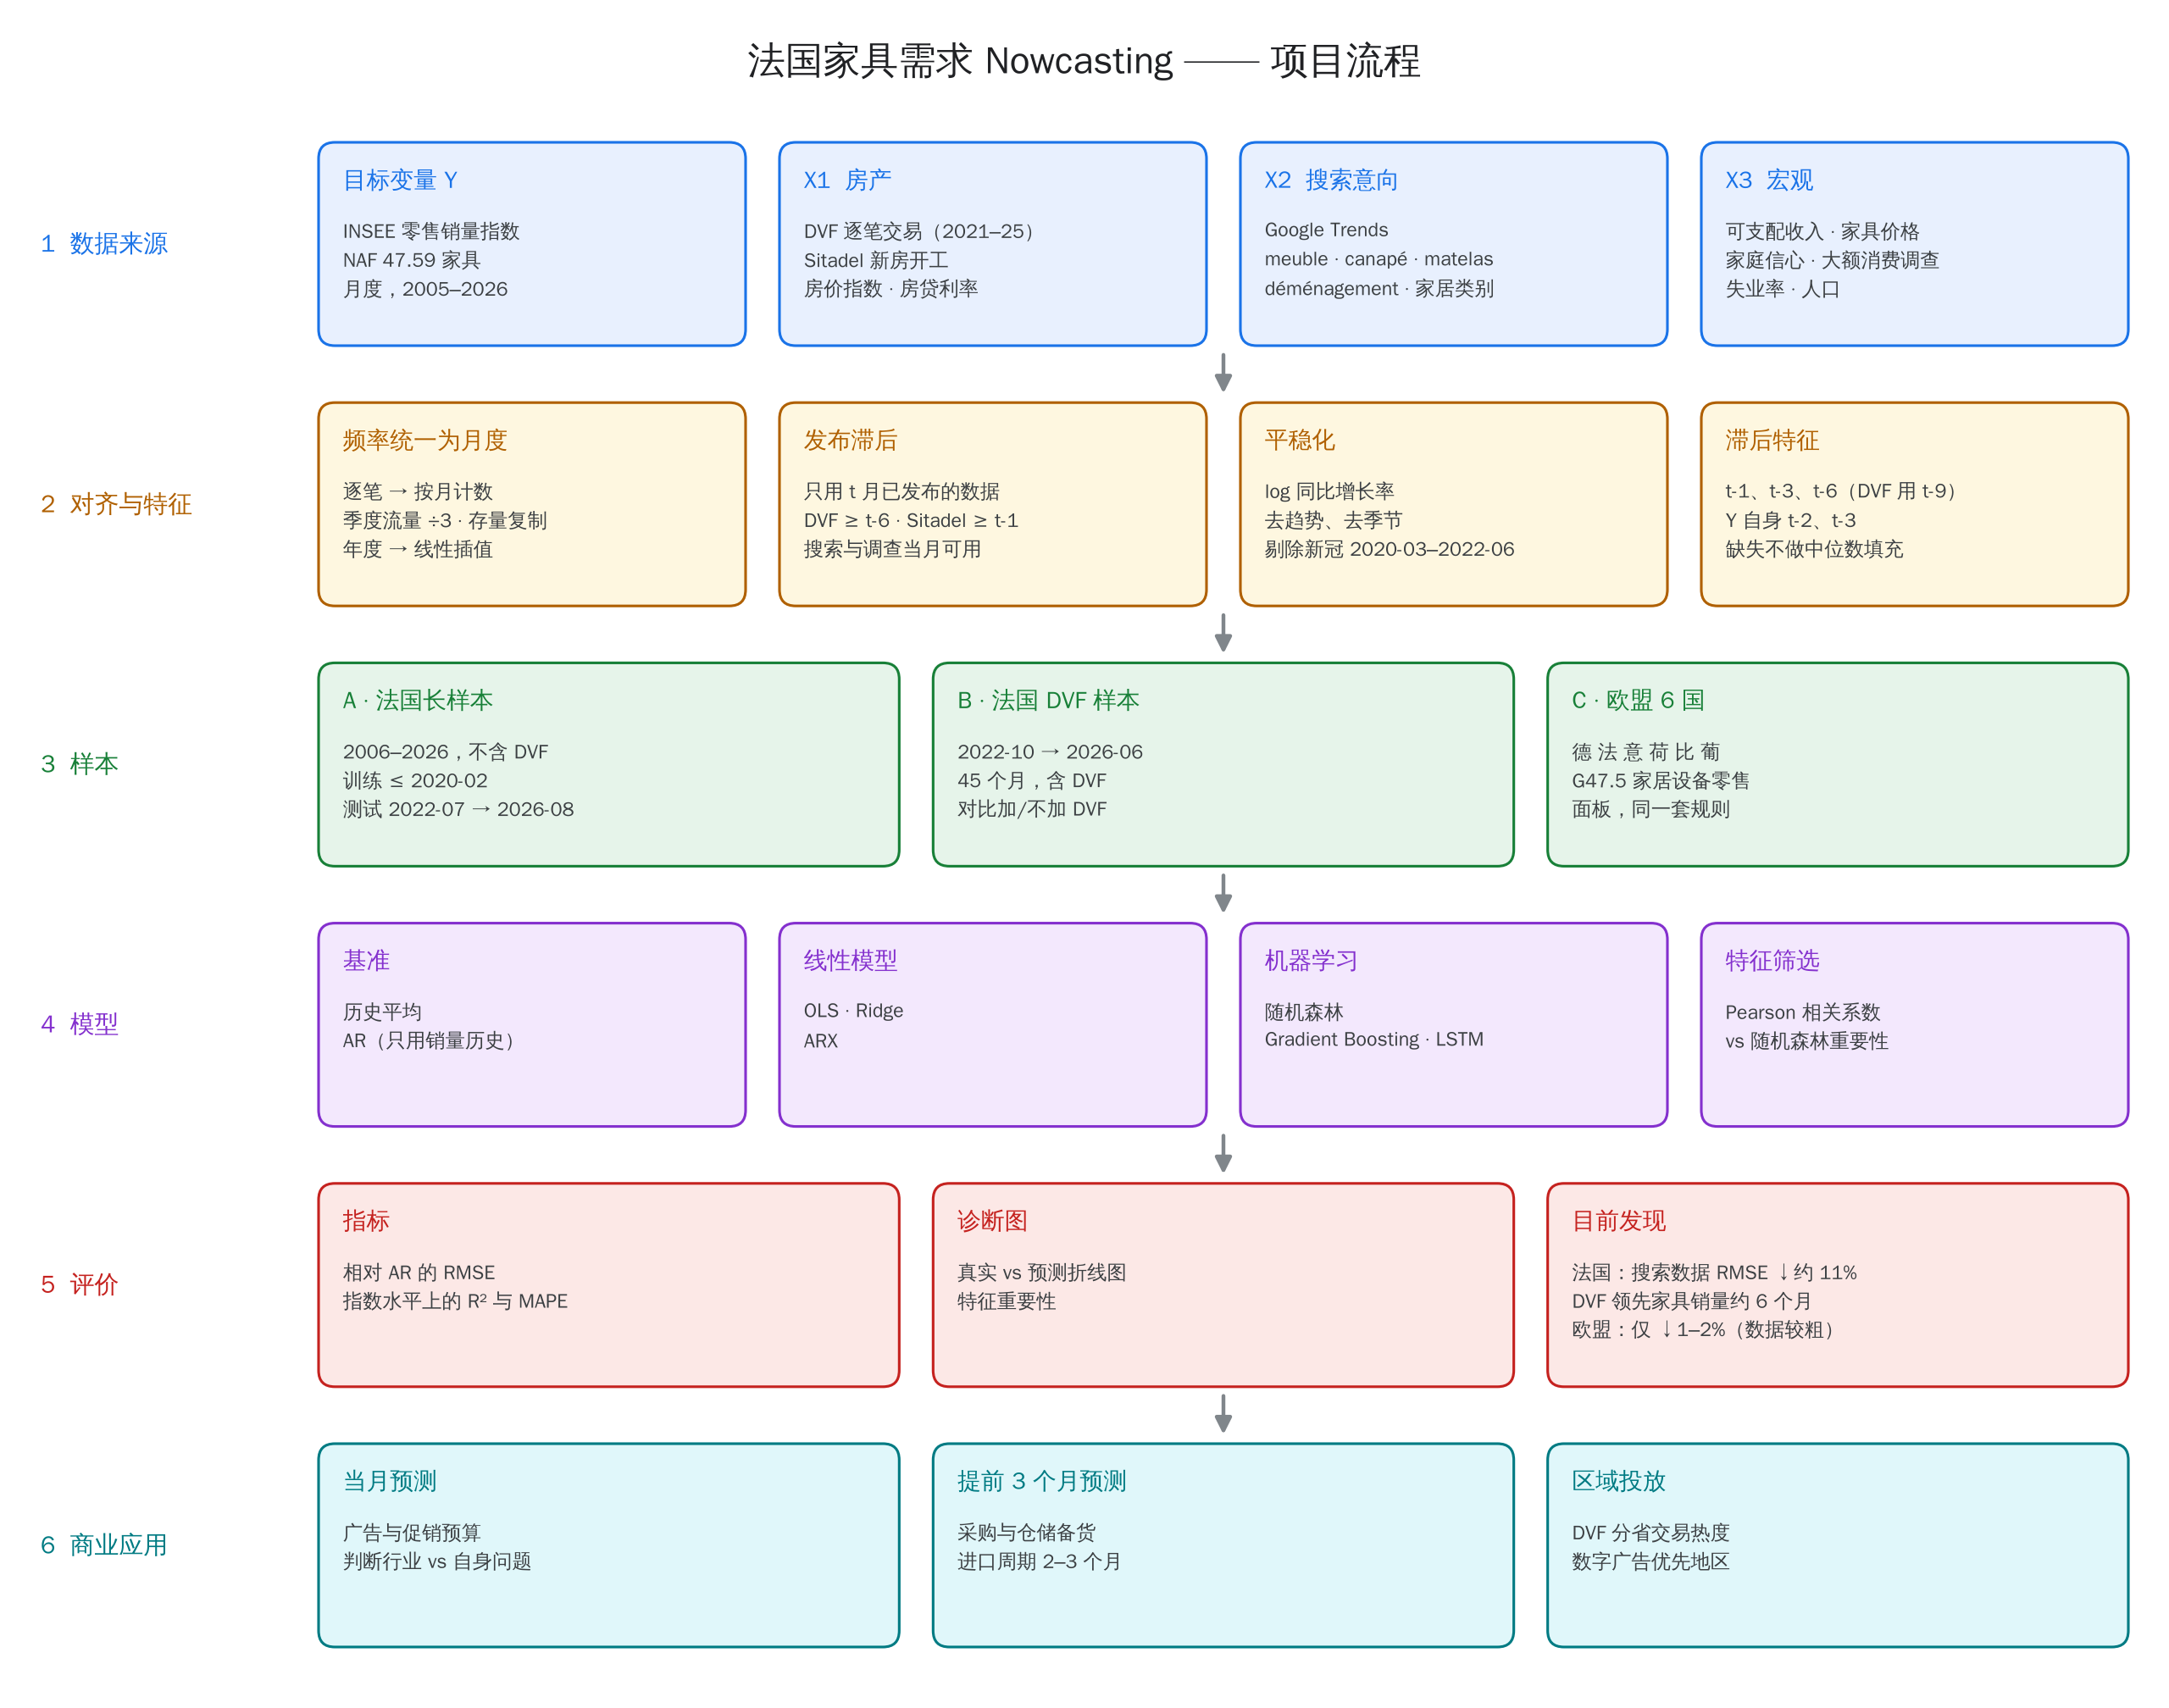 法国家具需求 Nowcasting —— 项目流程
1 数据来源
目标变量 Y
INSEE 零售销量指数
NAF 47.59 家具
月度，2005–2026
X1 房产
DVF 逐笔交易（2021–25）
Sitadel 新房开工
房价指数 · 房贷利率
X2 搜索意向
Google Trends
meuble · canapé · matelas
déménagement · 家居类别
X3 宏观
可支配收入 · 家具价格
家庭信心 · 大额消费调查
失业率 · 人口
2 对齐与特征
频率统一为月度
逐笔 → 按月计数
季度流量 ÷3 · 存量复制
年度 → 线性插值
发布滞后
只用 t 月已发布的数据
DVF ≥ t-6 · Sitadel ≥ t-1
搜索与调查当月可用
平稳化
log 同比增长率
去趋势、去季节
剔除新冠 2020-03–2022-06
滞后特征
t-1、t-3、t-6（DVF 用 t-9）
Y 自身 t-2、t-3
缺失不做中位数填充
3 样本
A · 法国长样本
2006–2026，不含 DVF
训练 ≤ 2020-02
测试 2022-07 → 2026-08
B · 法国 DVF 样本
2022-10 → 2026-06
45 个月，含 DVF
对比加/不加 DVF
C · 欧盟 6 国
德 法 意 荷 比 葡
G47.5 家居设备零售
面板，同一套规则
4 模型
基准
历史平均
AR（只用销量历史）
线性模型
OLS · Ridge
ARX
机器学习
随机森林
Gradient Boosting · LSTM
特征筛选
Pearson 相关系数
vs 随机森林重要性
5 评价
指标
相对 AR 的 RMSE
指数水平上的 R² 与 MAPE
诊断图
真实 vs 预测折线图
特征重要性
目前发现
法国：搜索数据 RMSE ↓约 11%
DVF 领先家具销量约 6 个月
欧盟：仅 ↓1–2%（数据较粗）
6 商业应用
当月预测
广告与促销预算
判断行业 vs 自身问题
提前 3 个月预测
采购与仓储备货
进口周期 2–3 个月
区域投放
DVF 分省交易热度
数字广告优先地区